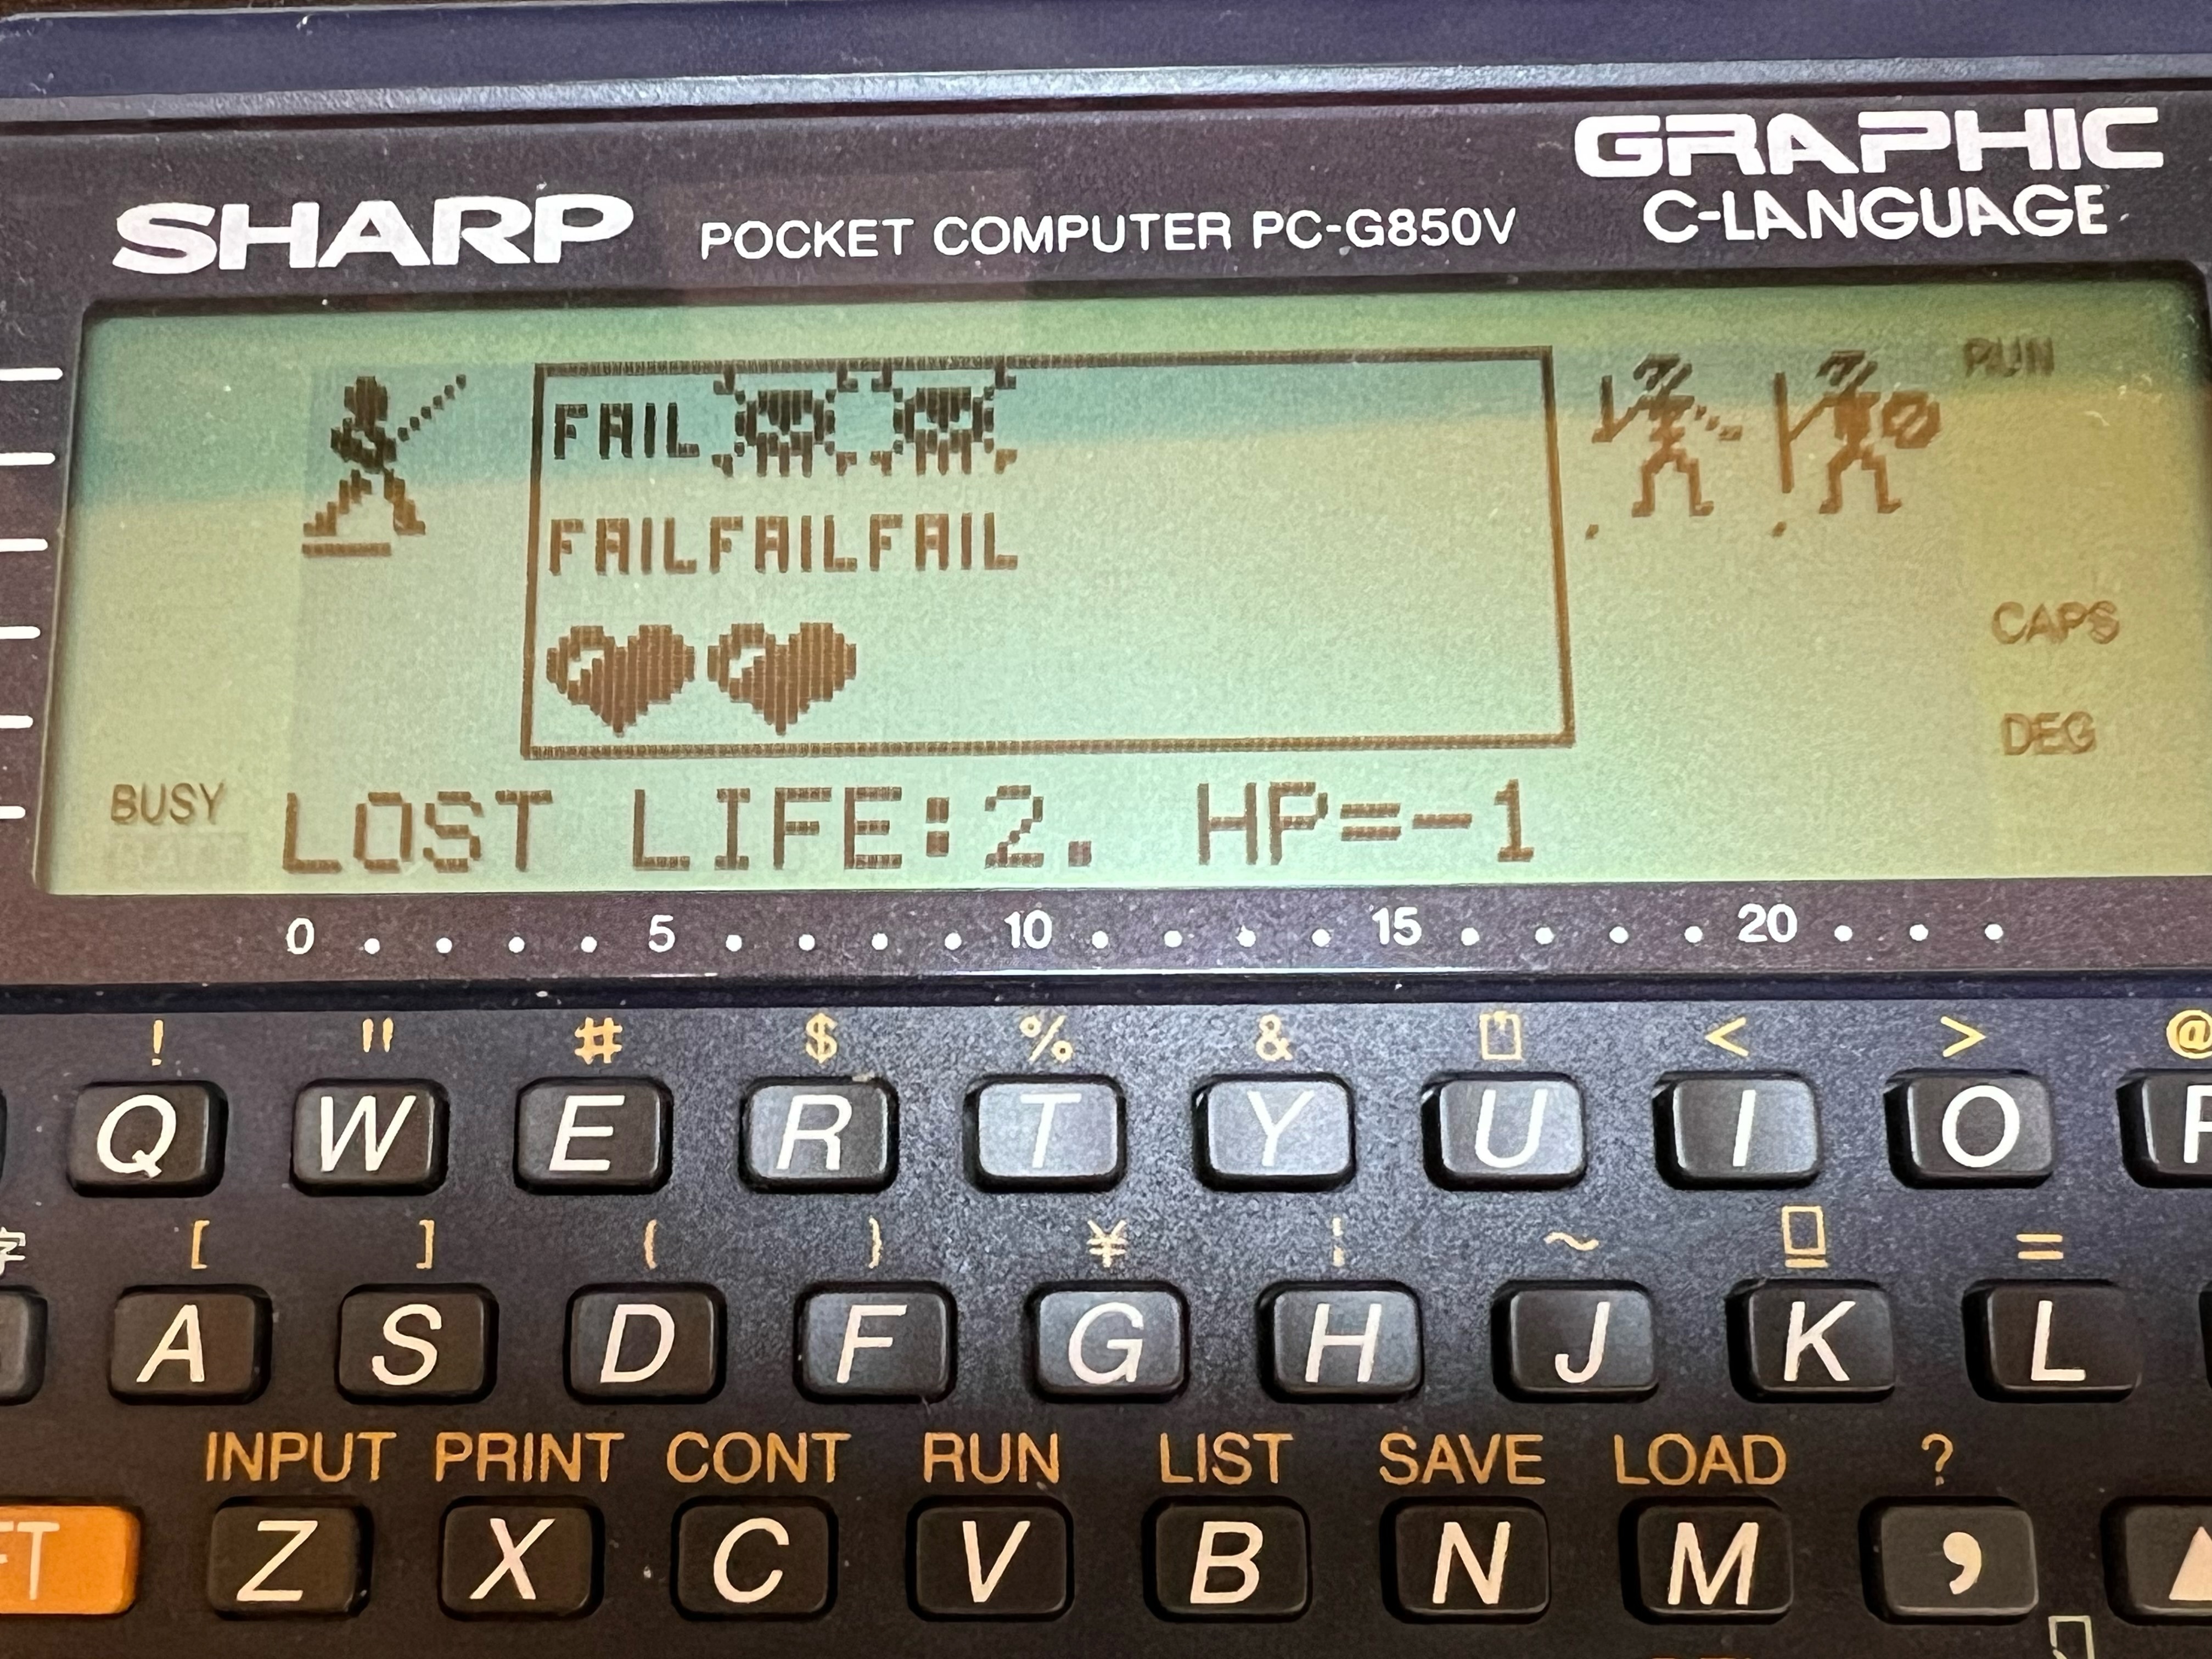 GRAPHIC
SHARP POCKET COMPUTER PC-G850V C-LANGUAGE
RUN
FAIL
FAILFAILFAIL
CAPS
DEG
BUSY
LOST LIFE:2. HP=-1
0 5 10 15 20
! " # $ % & < > @
Q W E R T Y U I O
[ ] ( ) ¥ ¦ ~ =
字
A S D F G H J K L
INPUT PRINT CONT RUN LIST SAVE LOAD ?
Z X C V B N M ,